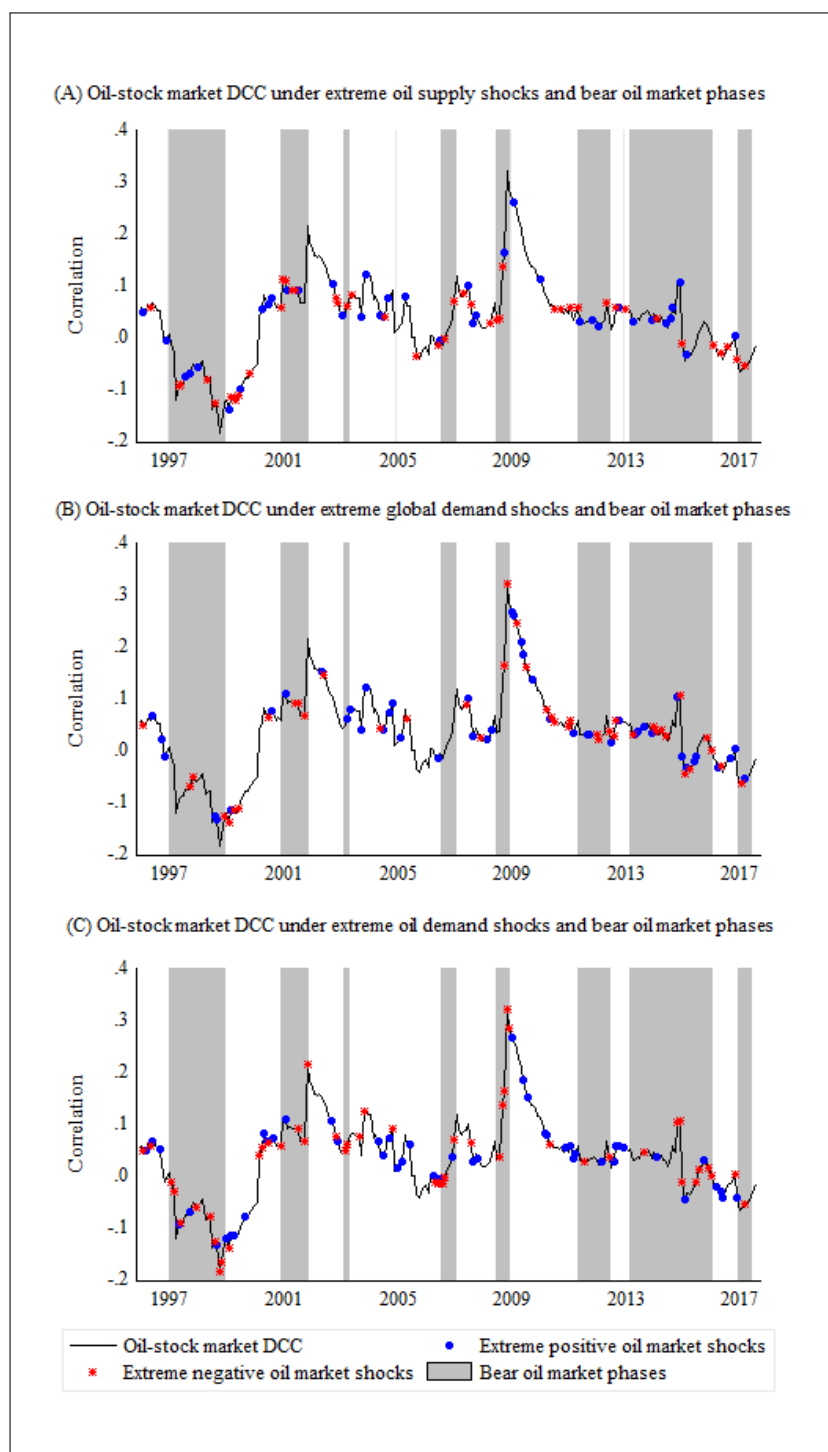 (A) Oil-stock market DCC under extreme oil supply shocks and bear oil market phases
.4
.3
.2
.1
.0
-.1
-.2
Correlation
1997 2001 2005 2009 2013 2017
(B) Oil-stock market DCC under extreme global demand shocks and bear oil market phases
.4
.3
.2
.1
.0
-.1
-.2
Correlation
1997 2001 2005 2009 2013 2017
(C) Oil-stock market DCC under extreme oil demand shocks and bear oil market phases
.4
.3
.2
.1
.0
-.1
-.2
Correlation
1997 2001 2005 2009 2013 2017
Oil-stock market DCC Extreme positive oil market shocks
Extreme negative oil market shocks Bear oil market phases